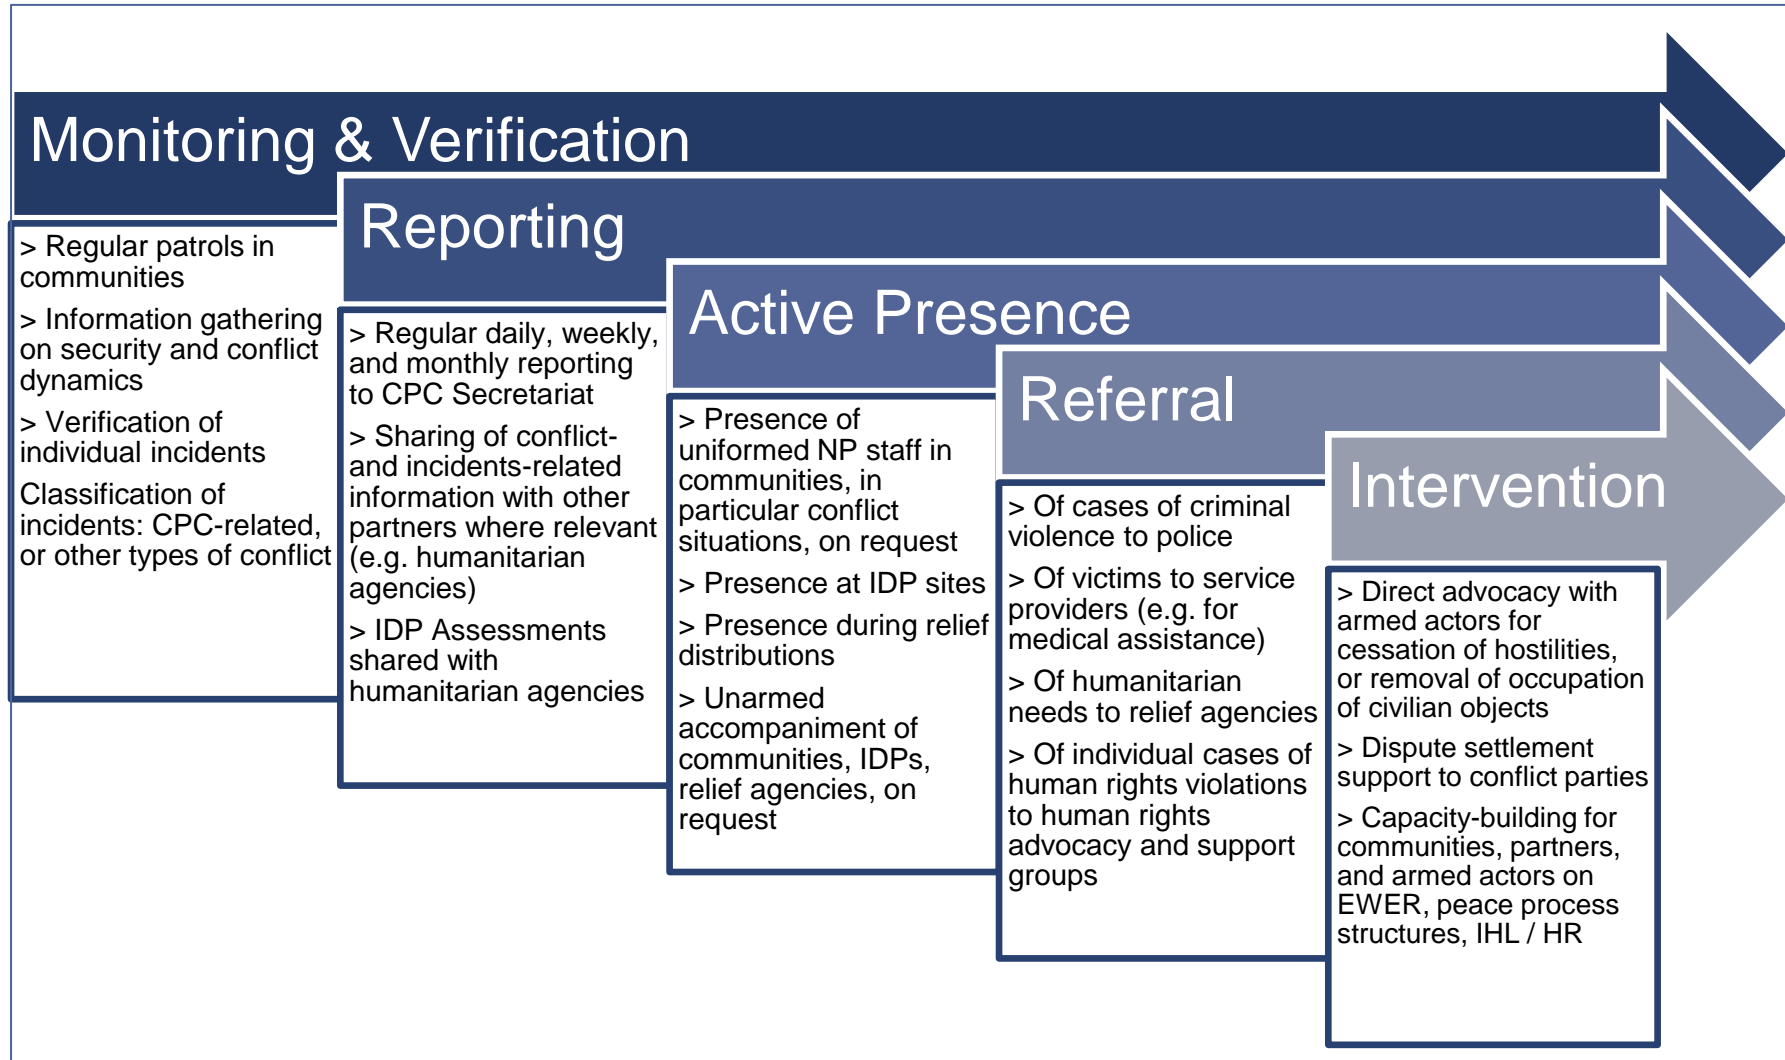 Monitoring & Verification
> Regular patrols in
communities
> Information gathering
on security and conflict
dynamics
> Verification of
individual incidents
Classification of
incidents: CPC-related,
or other types of conflict
Reporting
> Regular daily, weekly,
and monthly reporting
to CPC Secretariat
> Sharing of conflict-
and incidents-related
information with other
partners where relevant
(e.g. humanitarian
agencies)
> IDP Assessments
shared with
humanitarian agencies
Active Presence
> Presence of
uniformed NP staff in
communities, in
particular conflict
situations, on request
> Presence at IDP sites
> Presence during relief
distributions
> Unarmed
accompaniment of
communities, IDPs,
relief agencies, on
request
Referral
> Of cases of criminal
violence to police
> Of victims to service
providers (e.g. for
medical assistance)
> Of humanitarian
needs to relief agencies
> Of individual cases of
human rights violations
to human rights
advocacy and support
groups
Intervention
> Direct advocacy with
armed actors for
cessation of hostilities,
or removal of occupation
of civilian objects
> Dispute settlement
support to conflict parties
> Capacity-building for
communities, partners,
and armed actors on
EWER, peace process
structures, IHL / HR